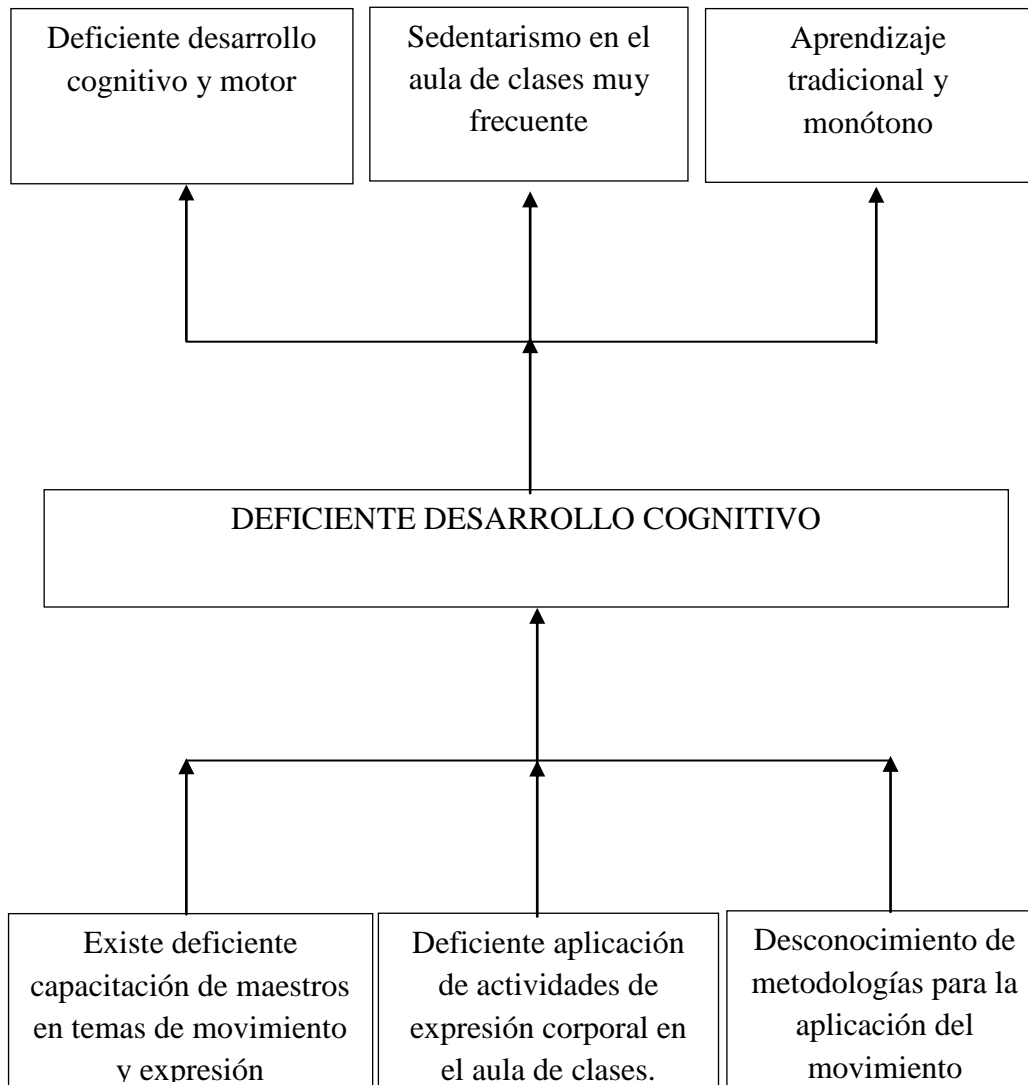 Deficiente desarrollo
cognitivo y motor
Sedentarismo en el
aula de clases muy
frecuente
Aprendizaje
tradicional y
monótono
DEFICIENTE DESARROLLO COGNITIVO
Existe deficiente
capacitación de maestros
en temas de movimiento
y expresión
Deficiente aplicación
de actividades de
expresión corporal en
el aula de clases.
Desconocimiento de
metodologías para la
aplicación del
movimiento